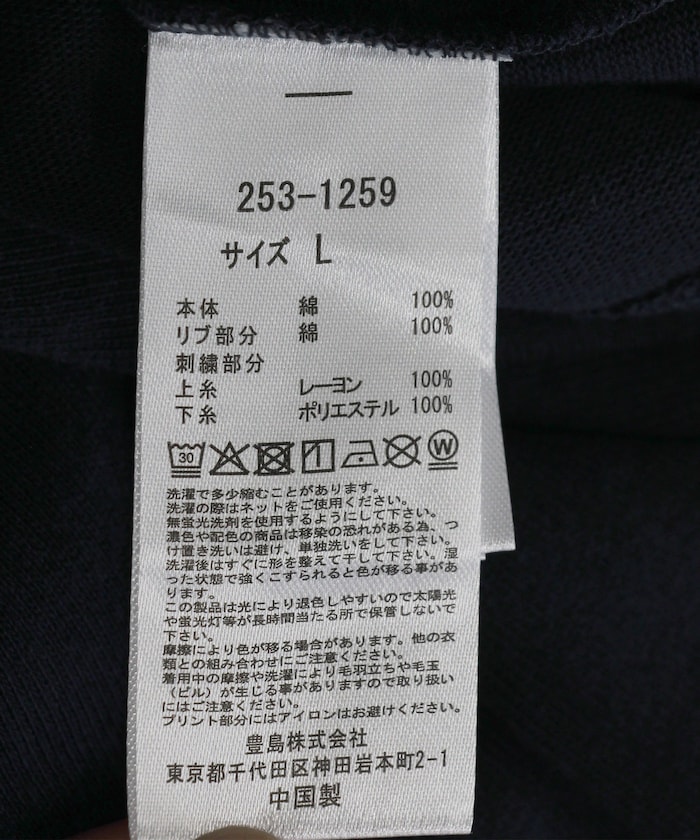 253-1259
サイズ L
本体 綿 100%
リブ部分 綿 100%
刺繍部分
上糸 レーヨン 100%
下糸 ポリエステル 100%
30 W
洗濯で多少縮むことがあります。
洗濯の際はネットをご使用ください。
無蛍光洗剤を使用するようにして下さい。
濃色や配色の商品は移染の恐れがある為、つ
け置き洗いは避け、単独洗いをして下さい。
洗濯後はすぐに形を整えて干して下さい。湿
った状態で強くこすられると色が移る事があ
ります。
この製品は光により退色しやすいので太陽光
や蛍光灯等が長時間当たる所で保管しないで
下さい。
摩擦により色が移る場合があります。他の衣
類との組み合わせにご注意ください。
着用中の摩擦や洗濯により毛羽立ちや毛玉
（ピル）が生じる事がありますので取り扱い
にはご注意ください。
プリント部分にはアイロンはお避けください。
豊島株式会社
東京都千代田区神田岩本町2-1
中国製